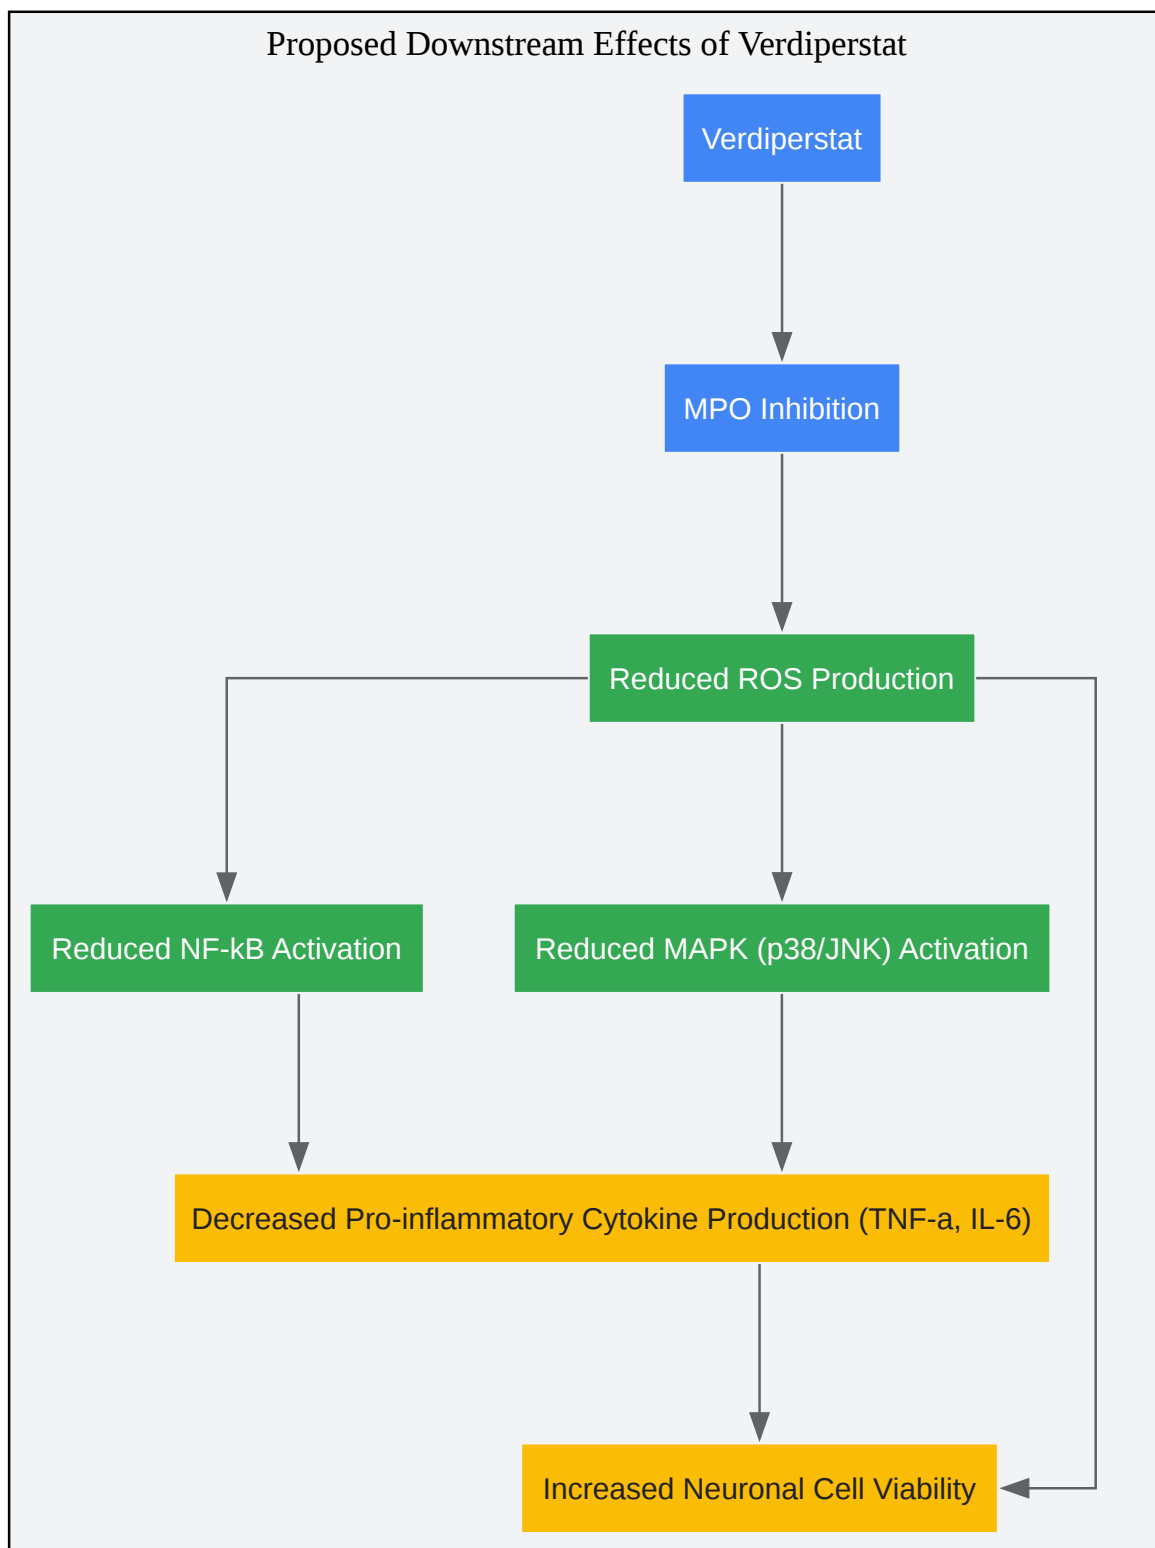 Proposed Downstream Effects of Verdiperstat
Verdiperstat
MPO Inhibition
Reduced ROS Production
Reduced NF-kB Activation
Reduced MAPK (p38/JNK) Activation
Decreased Pro-inflammatory Cytokine Production (TNF-a, IL-6)
Increased Neuronal Cell Viability